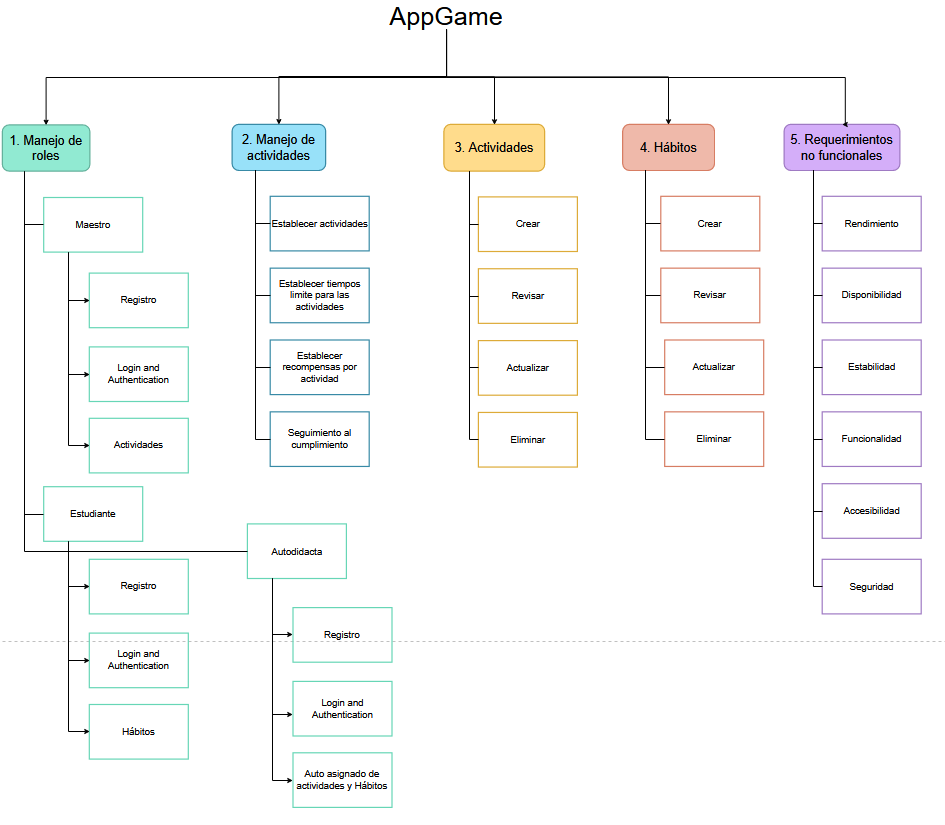 AppGame
1. Manejo de
roles
2. Manejo de
actividades
3. Actividades
4. Hábitos
5. Requerimientos
no funcionales
Maestro
Registro
Login and
Authentication
Actividades
Estudiante
Registro
Login and
Authentication
Hábitos
Autodidacta
Registro
Login and
Authentication
Auto asignado de
actividades y Hábitos
Establecer actividades
Establecer tiempos
limite para las
actividades
Establecer
recompensas por
actividad
Seguimiento al
cumplimiento
Crear
Revisar
Actualizar
Eliminar
Crear
Revisar
Actualizar
Eliminar
Rendimiento
Disponibilidad
Estabilidad
Funcionalidad
Accesibilidad
Seguridad